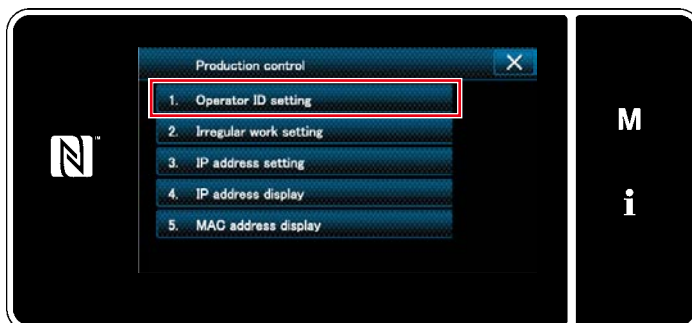 Production control
1. Operator ID setting
2. Irregular work setting
3. IP address setting
4. IP address display
5. MAC address display
N™
M
i